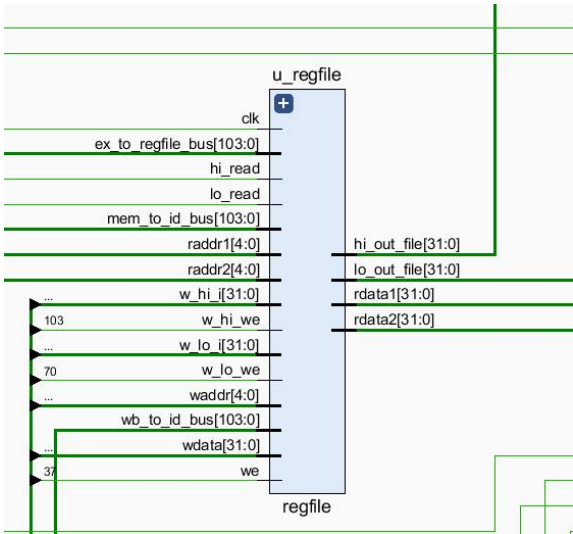 u_regfile
+
clk
ex_to_regfile_bus[103:0]
hi_read
lo_read
mem_to_id_bus[103:0]
raddr1[4:0]
hi_out_file[31:0]
raddr2[4:0]
lo_out_file[31:0]
... w_hi_i[31:0]
rdata1[31:0]
103 w_hi_we
rdata2[31:0]
... w_lo_i[31:0]
70 w_lo_we
... waddr[4:0]
wb_to_id_bus[103:0]
... wdata[31:0]
37 we
regfile